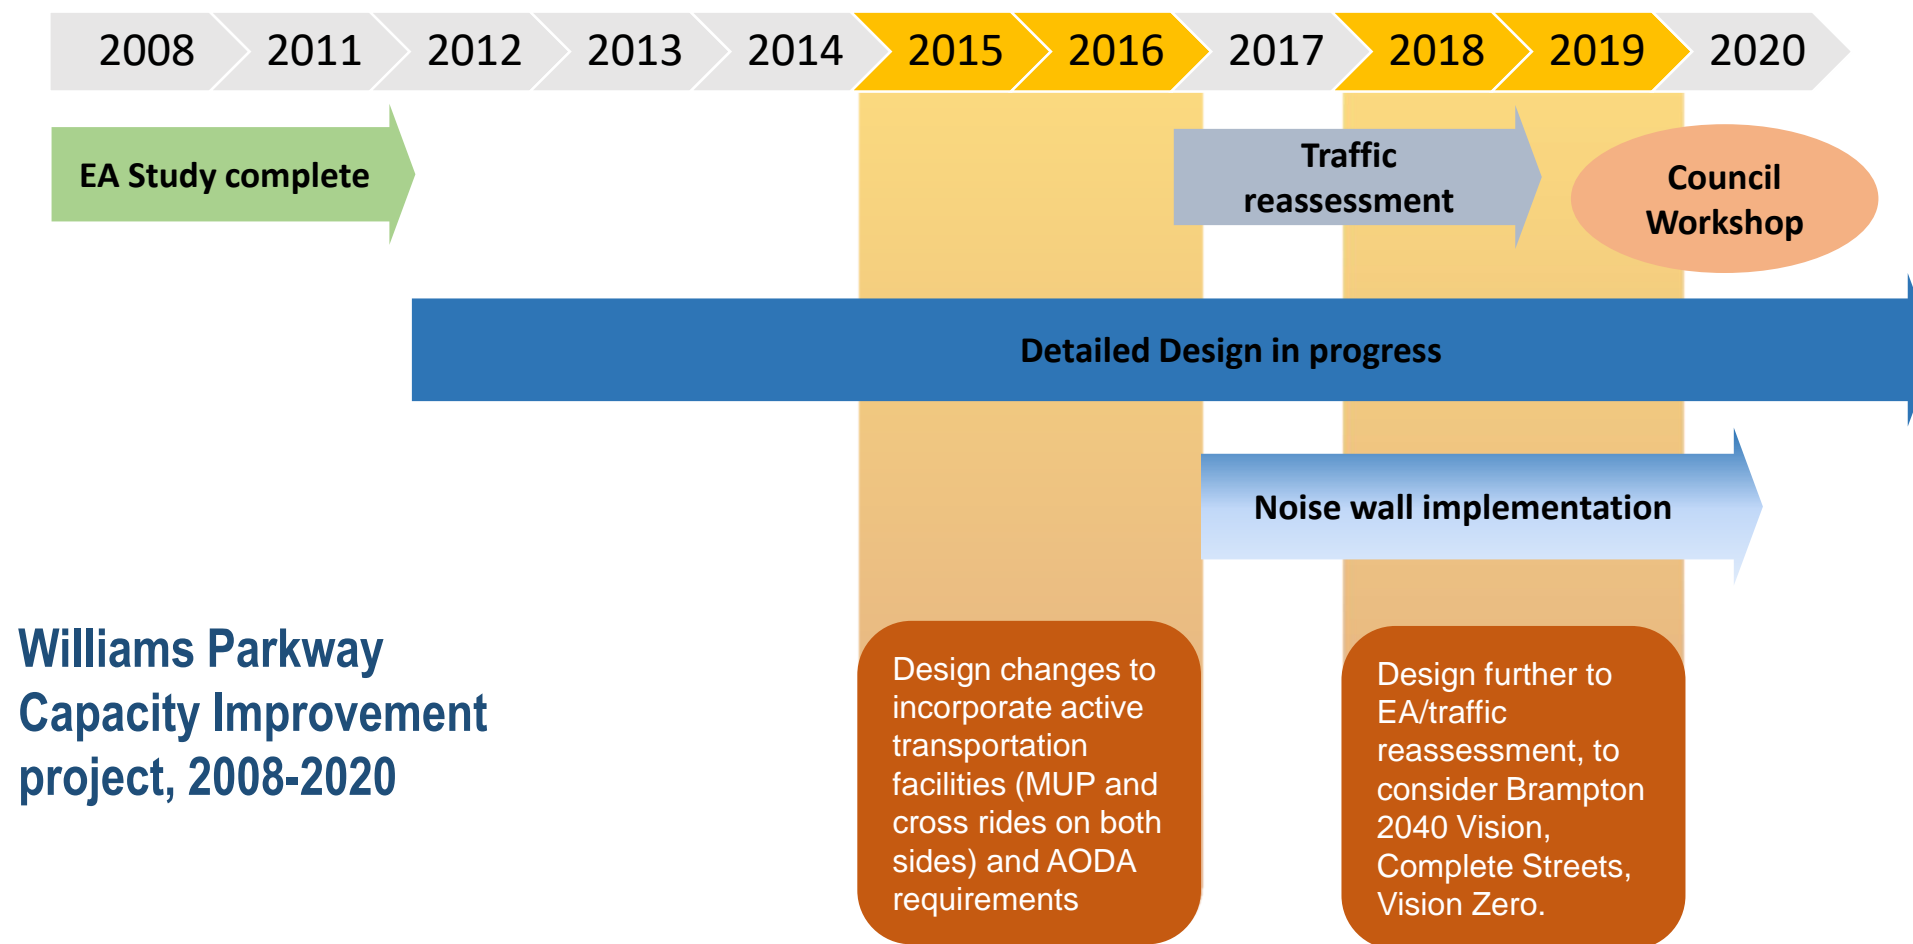 2008 2011 2012 2013 2014 2015 2016 2017 2018 2019 2020
EA Study complete
Traffic
reassessment
Council
Workshop
Detailed Design in progress
Noise wall implementation
Williams Parkway
Capacity Improvement
project, 2008-2020
Design changes to
incorporate active
transportation
facilities (MUP and
cross rides on both
sides) and AODA
requirements
Design further to
EA/traffic
reassessment, to
consider Brampton
2040 Vision,
Complete Streets,
Vision Zero.